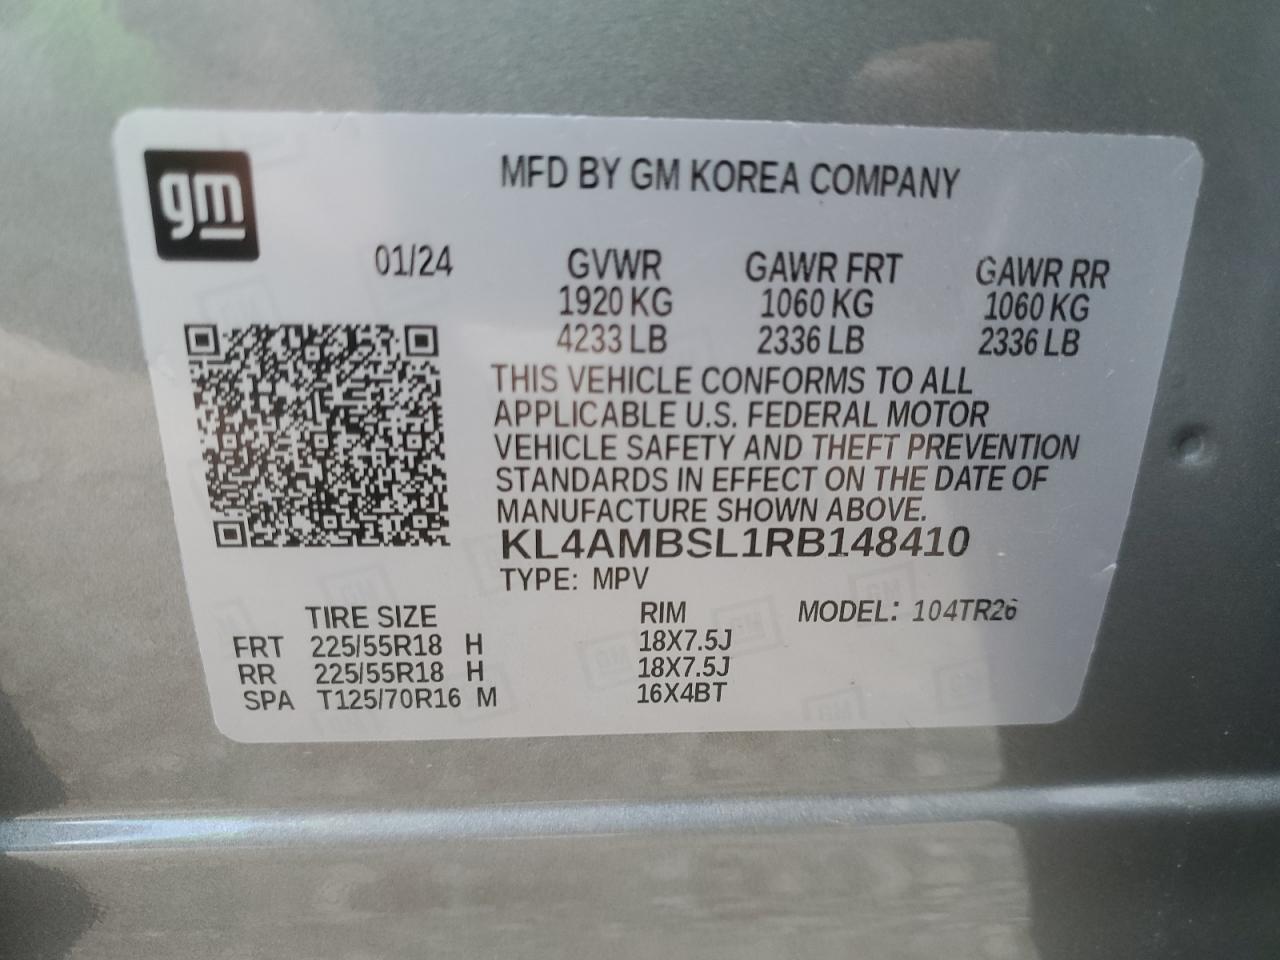 gm
MFD BY GM KOREA COMPANY
01/24
GVWR GAWR FRT GAWR RR
1920 KG 1060 KG 1060 KG
4233 LB 2336 LB 2336 LB
THIS VEHICLE CONFORMS TO ALL
APPLICABLE U.S. FEDERAL MOTOR
VEHICLE SAFETY AND THEFT PREVENTION
STANDARDS IN EFFECT ON THE DATE OF
MANUFACTURE SHOWN ABOVE.
KL4AMBSL1RB148410
TYPE: MPV
TIRE SIZE RIM MODEL: 104TR26
FRT 225/55R18 H 18X7.5J
RR 225/55R18 H 18X7.5J
SPA T125/70R16 M 16X4BT